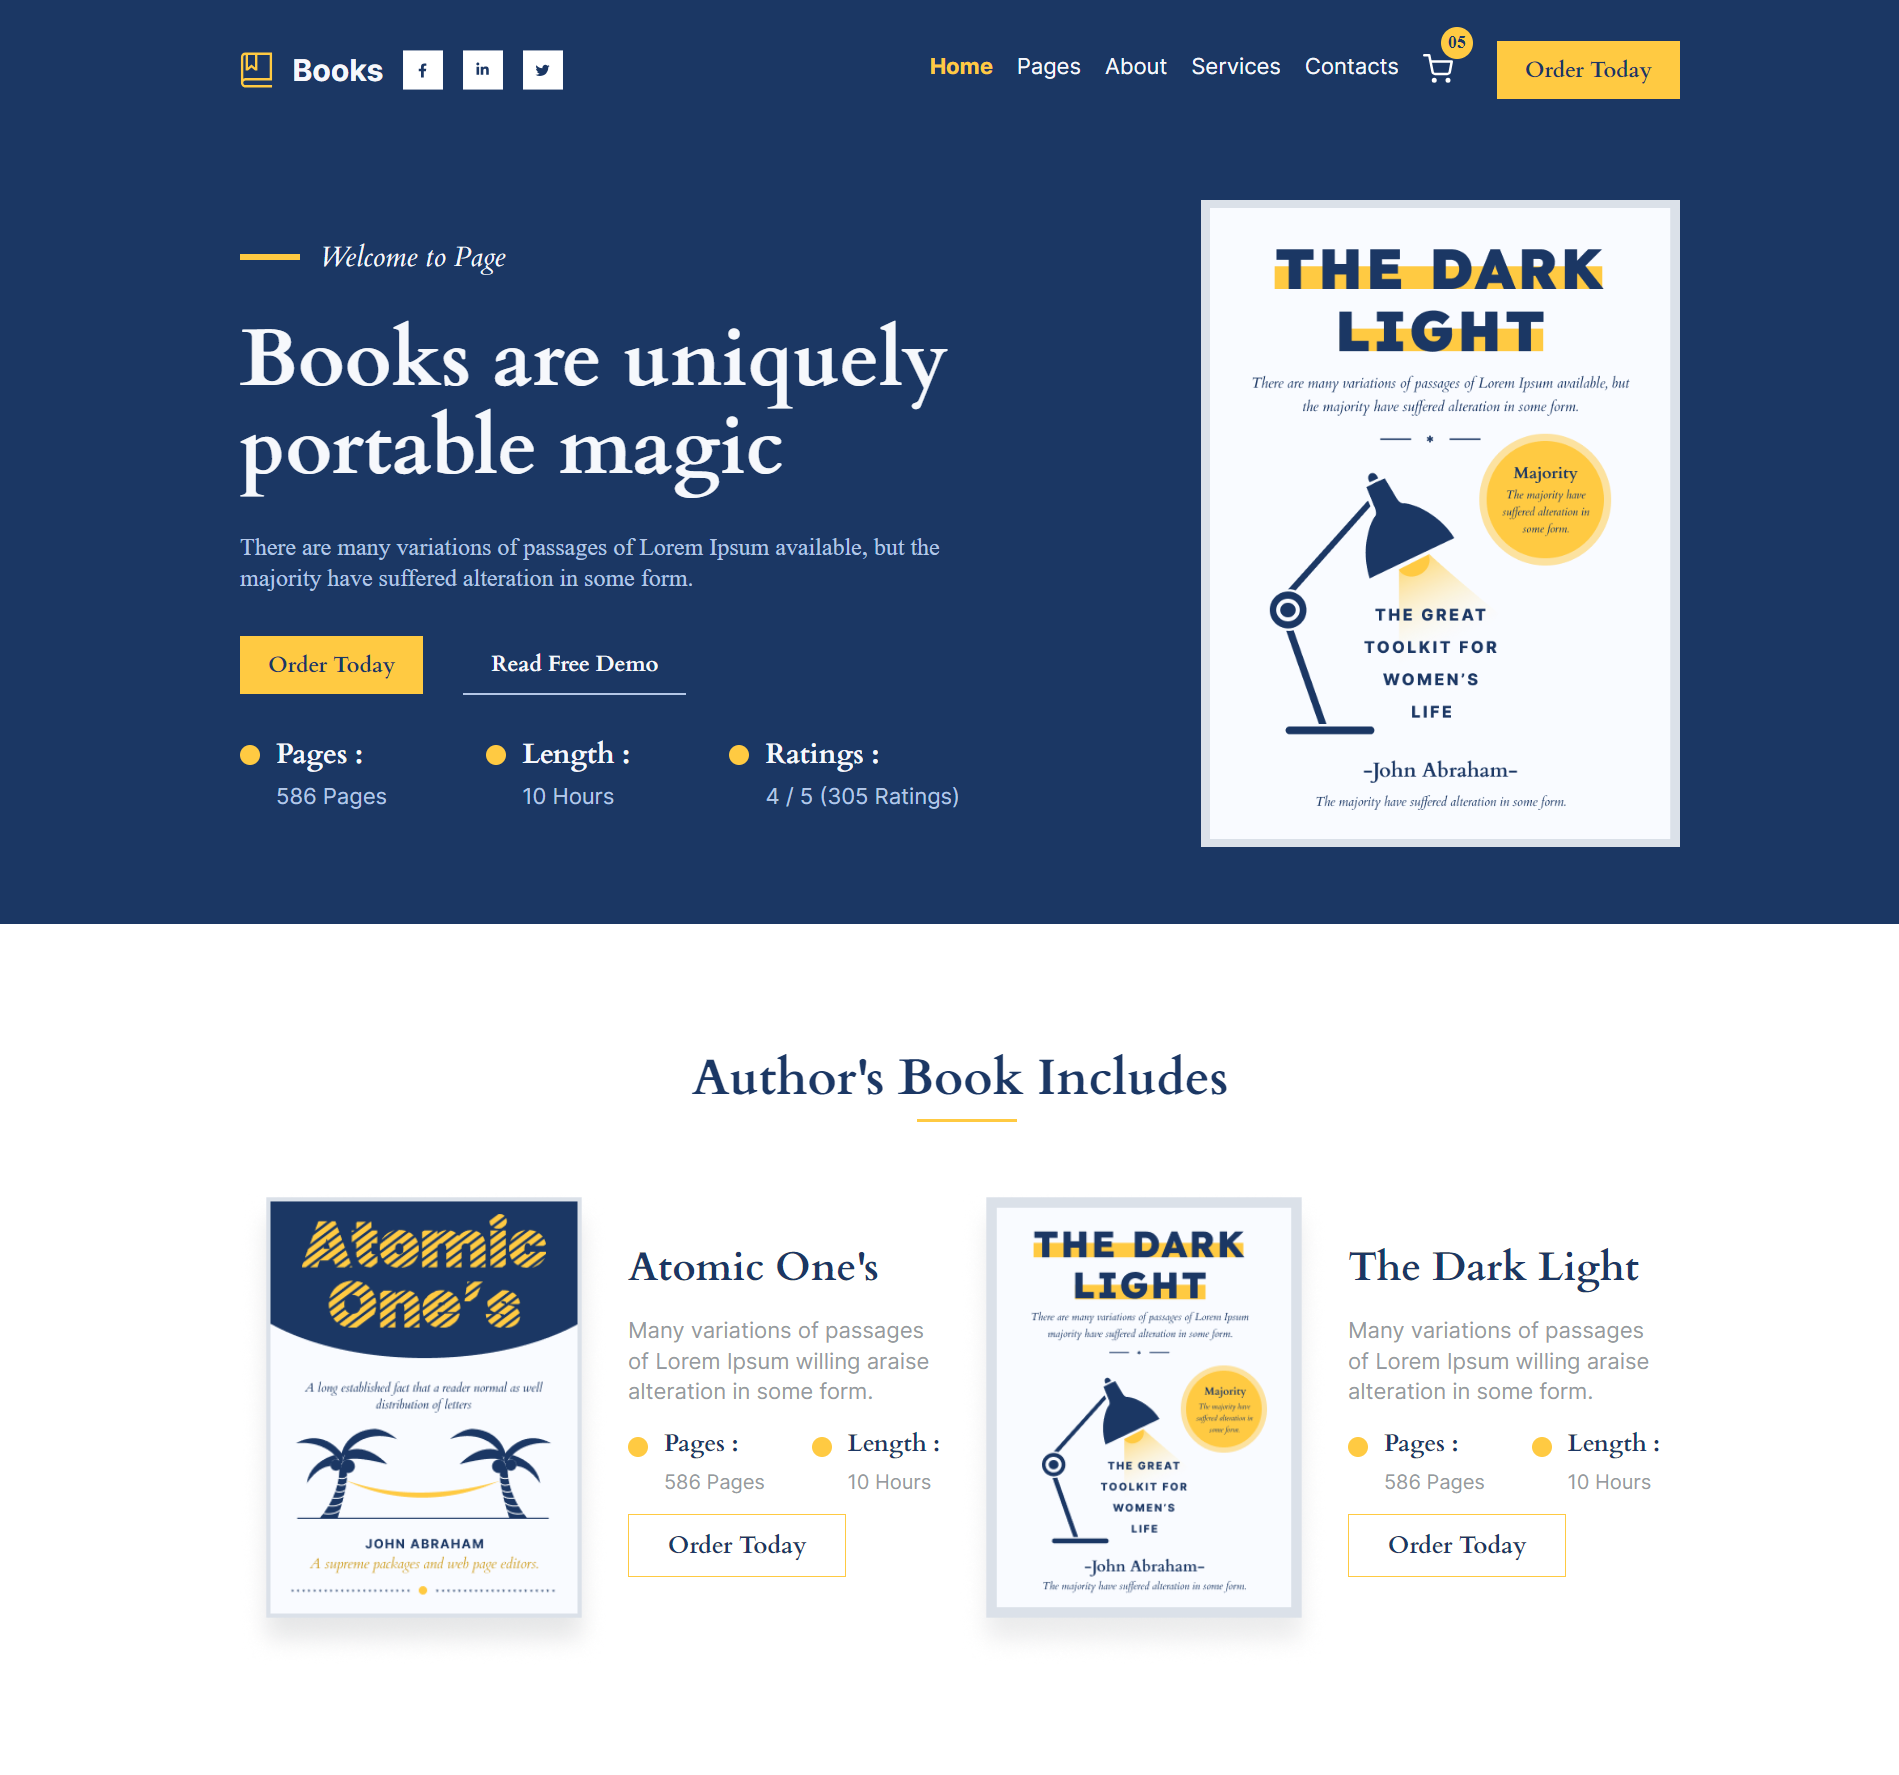 Books
Home Pages About Services Contacts 05 Order Today
Welcome to Page
Books are uniquely
portable magic
There are many variations of passages of Lorem Ipsum available, but the
majority have suffered alteration in some form.
Order Today Read Free Demo
Pages : Length : Ratings :
586 Pages 10 Hours 4 / 5 (305 Ratings)
THE DARK
LIGHT
There are many variations of passages of Lorem Ipsum available, but
the majority have suffered alteration in some form.
*
Majority
The majority have
suffered alteration in
some form.
THE GREAT
TOOLKIT FOR
WOMEN'S
LIFE
-John Abraham-
The majority have suffered alteration in some form.
Author's Book Includes
Atomic
One's
A long established fact that a reader normal as well
distribution of letters
JOHN ABRAHAM
A supreme packages and web page editors.
Atomic One's
Many variations of passages
of Lorem Ipsum willing araise
alteration in some form.
Pages : Length :
586 Pages 10 Hours
Order Today
THE DARK
LIGHT
There are many variations of passages of Lorem Ipsum
majority have suffered alteration in some form.
Majority
The majority have
suffered alteration in
some form.
THE GREAT
TOOLKIT FOR
WOMEN'S
LIFE
-John Abraham-
The majority have suffered alteration in some form.
The Dark Light
Many variations of passages
of Lorem Ipsum willing araise
alteration in some form.
Pages : Length :
586 Pages 10 Hours
Order Today